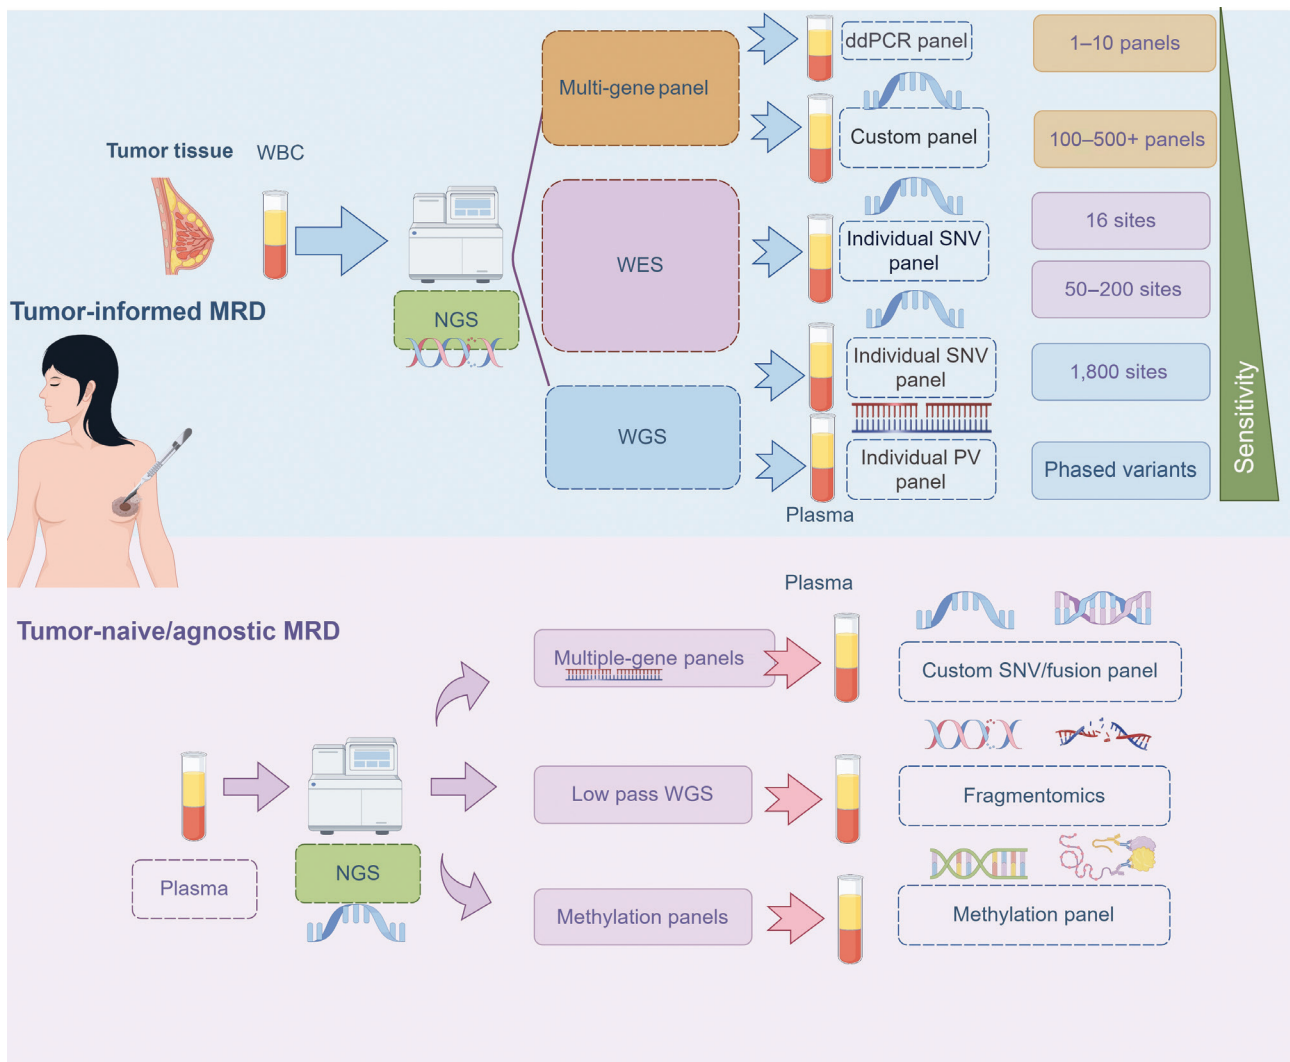 Tumor-informed MRD
Tumor tissue
WBC
NGS
Multi-gene panel
WES
WGS
ddPCR panel
Custom panel
Individual SNV
panel
Individual SNV
panel
Individual PV
panel
Plasma
1–10 panels
100–500+ panels
16 sites
50–200 sites
1,800 sites
Phased variants
Sensitivity
Tumor-naive/agnostic MRD
Plasma
NGS
Multiple-gene panels
Low pass WGS
Methylation panels
Plasma
Custom SNV/fusion panel
Fragmentomics
Methylation panel